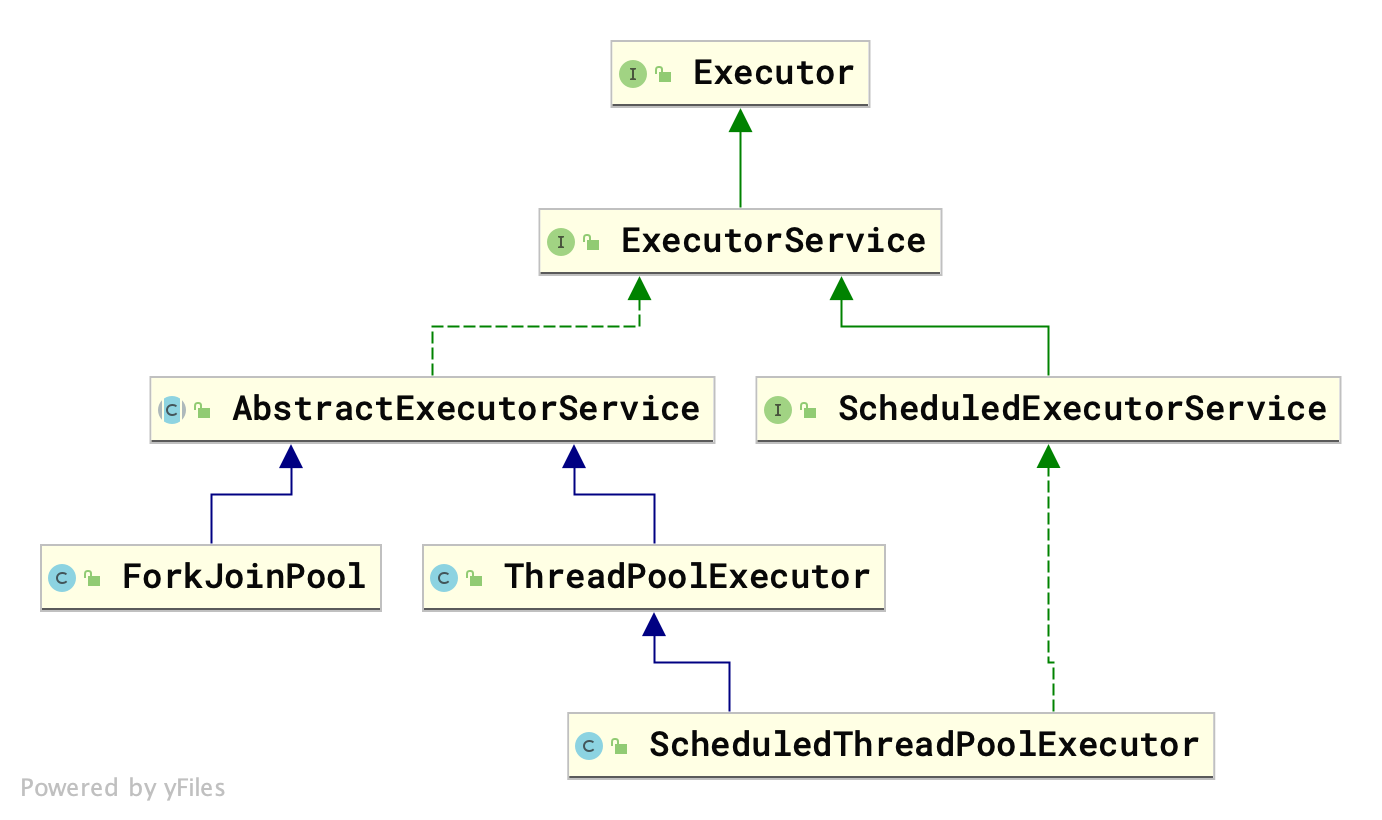 I Executor
I ExecutorService
C AbstractExecutorService
I ScheduledExecutorService
C ForkJoinPool
C ThreadPoolExecutor
C ScheduledThreadPoolExecutor
Powered by yFiles